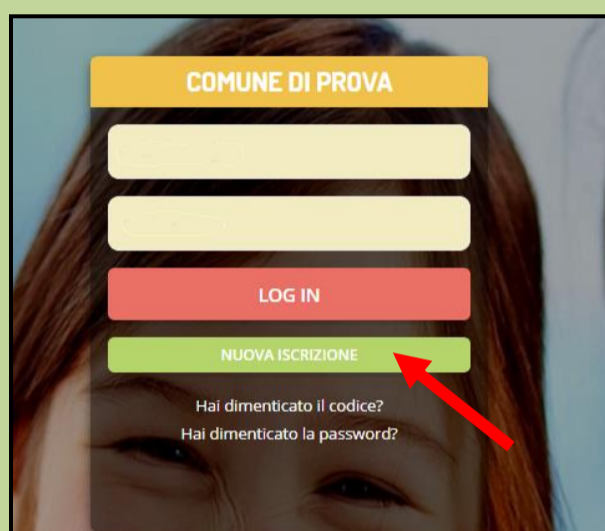 COMUNE DI PROVA
LOG IN
NUOVA ISCRIZIONE
Hai dimenticato il codice?
Hai dimenticato la password?